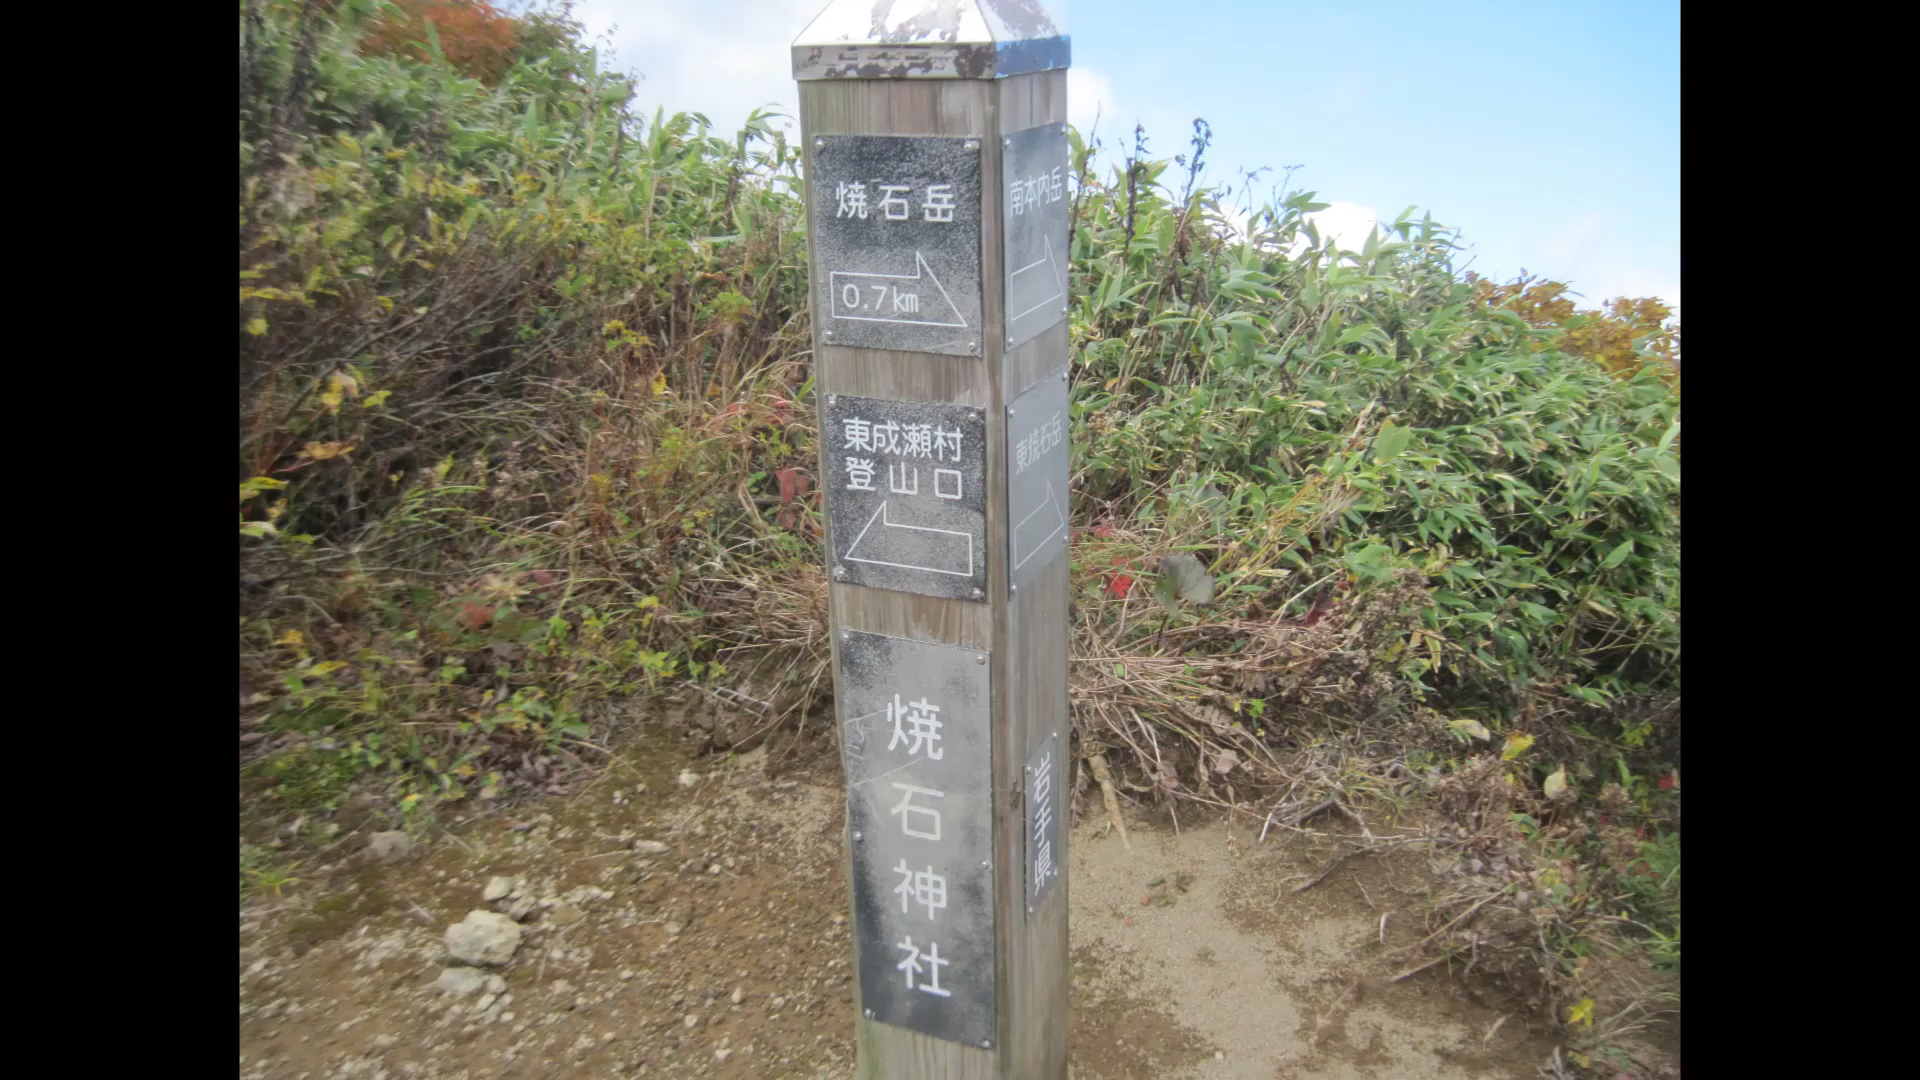 焼石岳
0.7km
東成瀬村
登山口
焼石神社
南本内岳
東焼石岳
岩手県